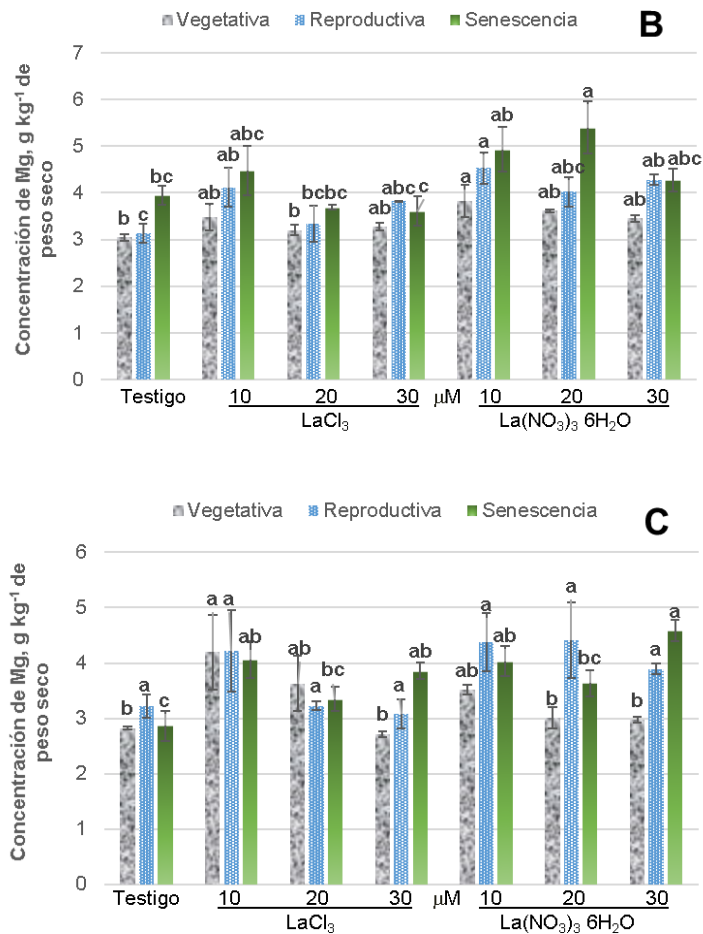 Vegetativa Reproductiva Senescencia
B
Concentración de Mg, g kg⁻¹ de
peso seco
7
6
5
4
3
2
1
0
b c bc
ab ab abc
b bc bc
ab abc c
a a ab
ab abc a
ab ab abc
Testigo 10 20 30 μM 10 20 30
LaCl₃ La(NO₃)₃ 6H₂O
Vegetativa Reproductiva Senescencia
C
Concentración de Mg, g kg⁻¹ de
peso seco
6
5
4
3
2
1
0
b a c
a a ab
ab a bc
b a ab
ab a ab
b a bc
b a a
Testigo 10 20 30 μM 10 20 30
LaCl₃ La(NO₃)₃ 6H₂O